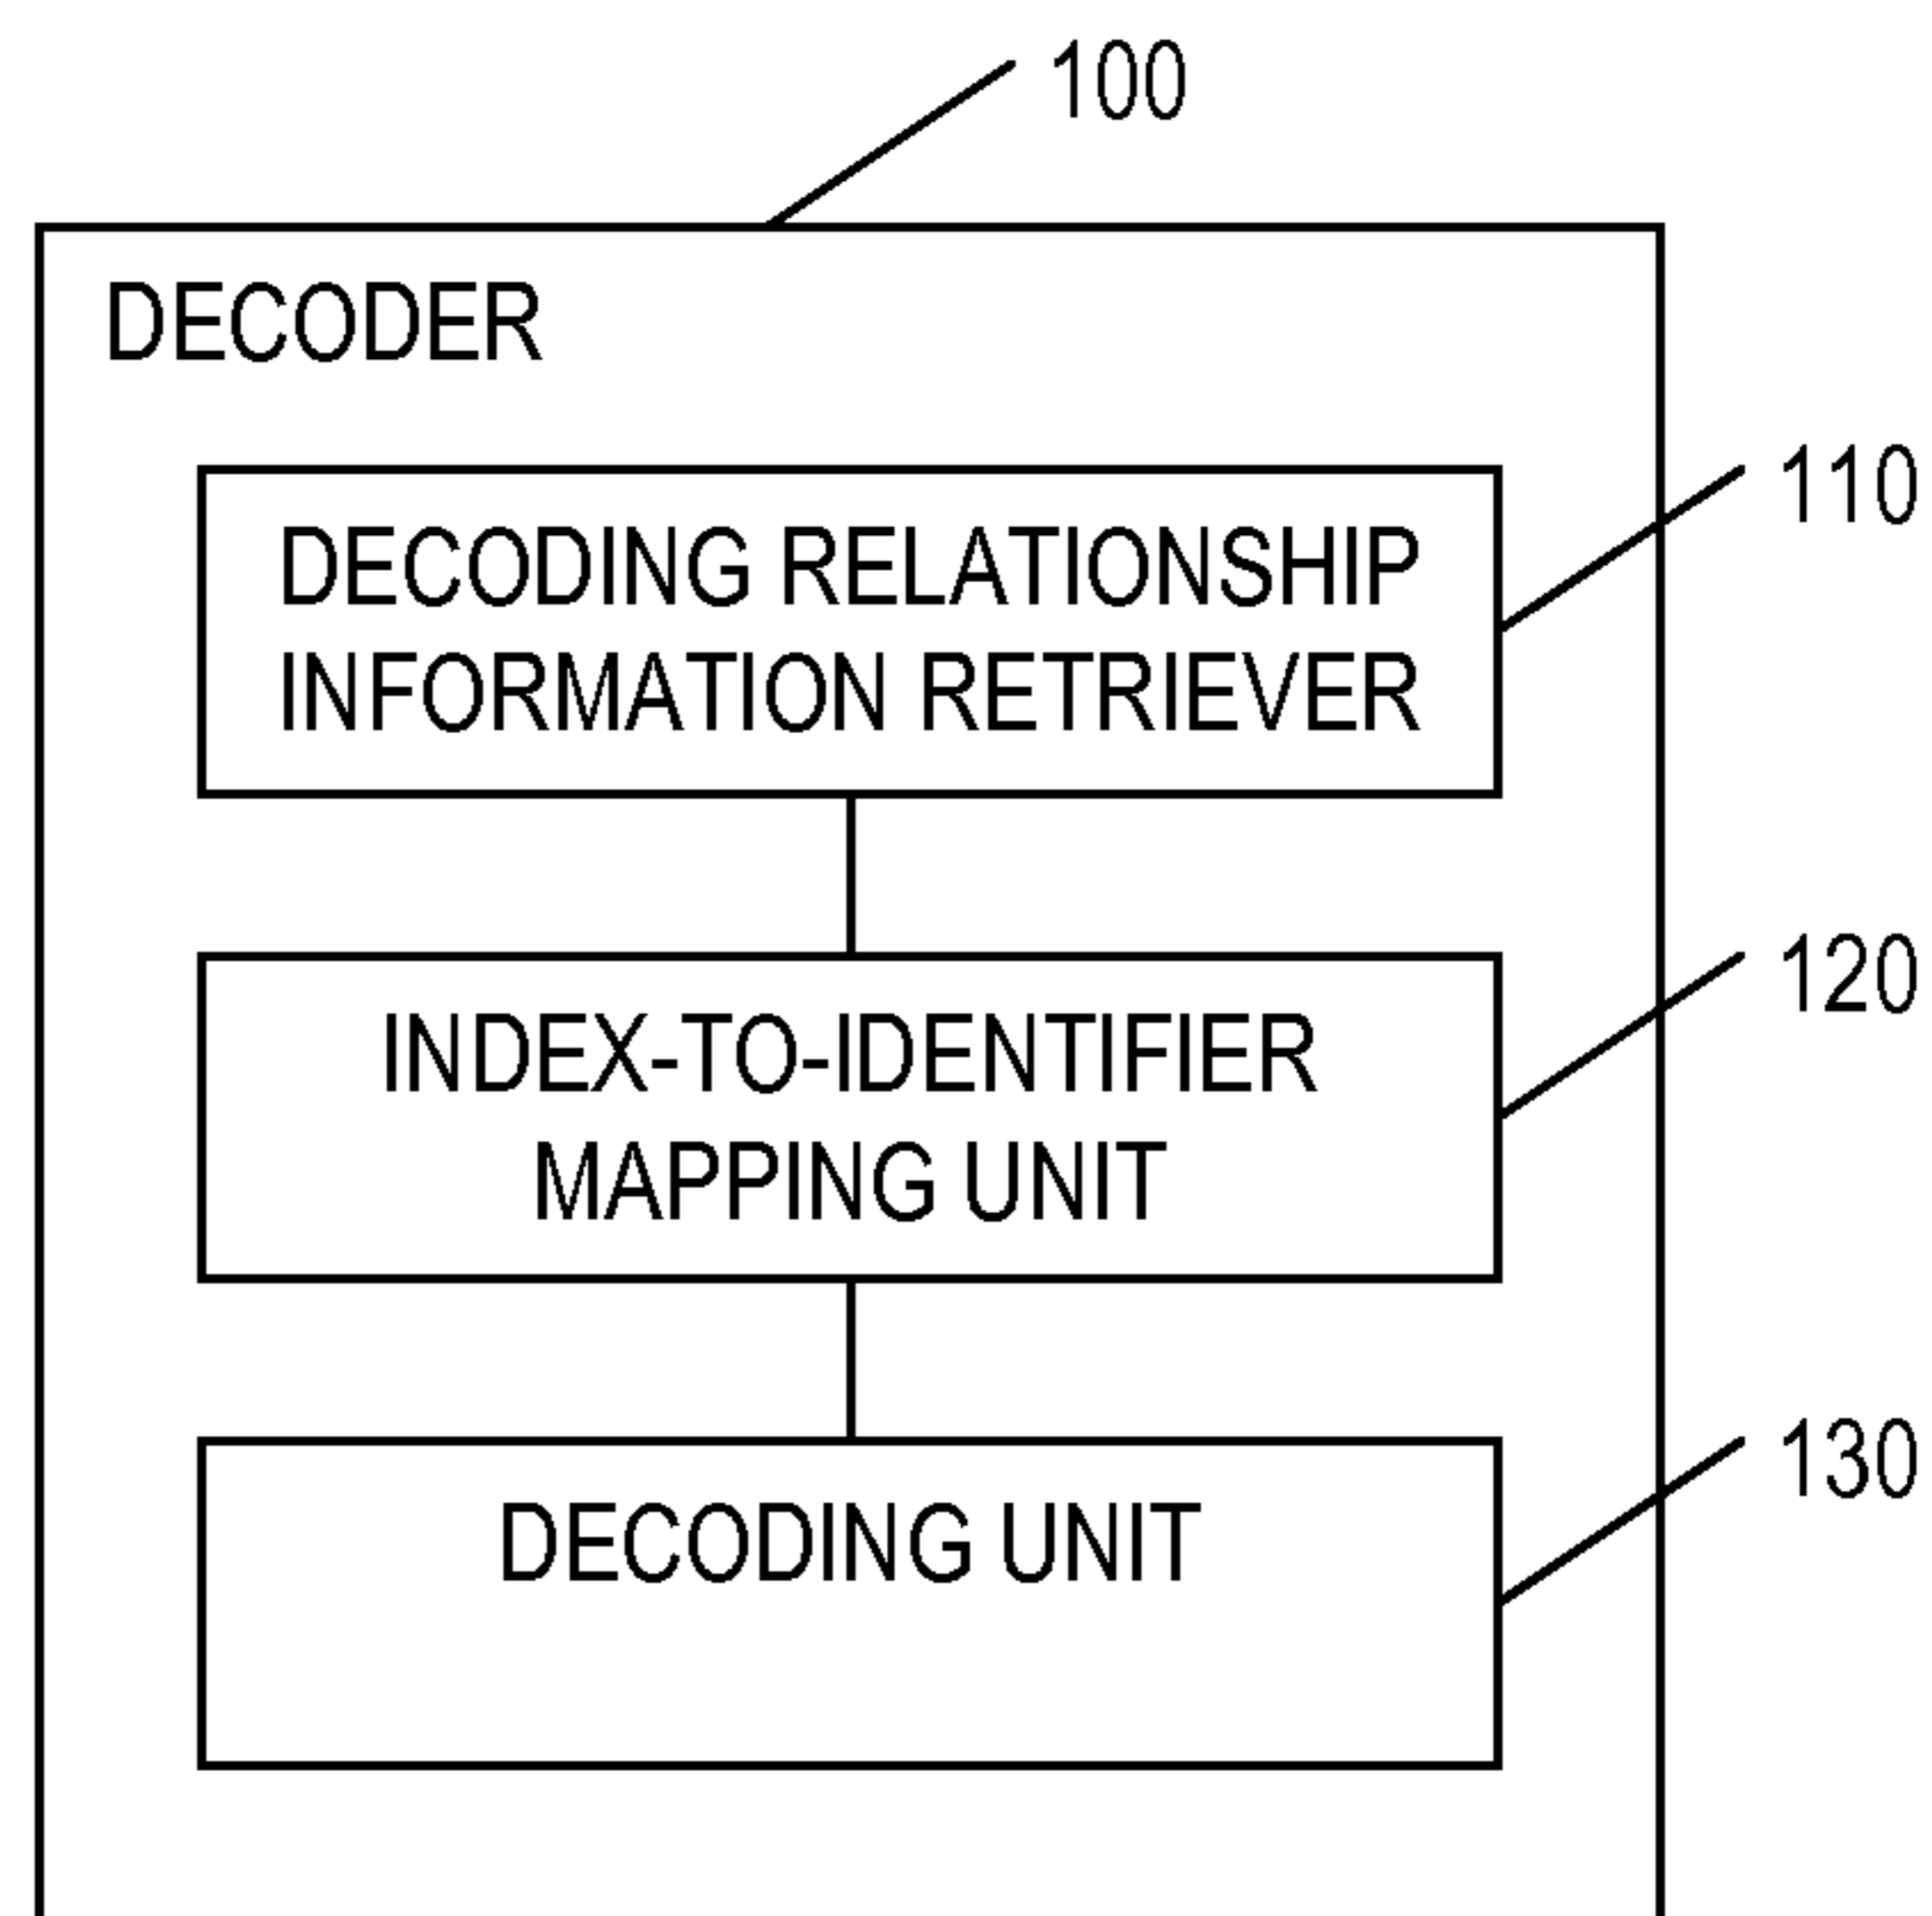 100
DECODER
110
DECODING RELATIONSHIP
INFORMATION RETRIEVER
120
INDEX-TO-IDENTIFIER
MAPPING UNIT
130
DECODING UNIT